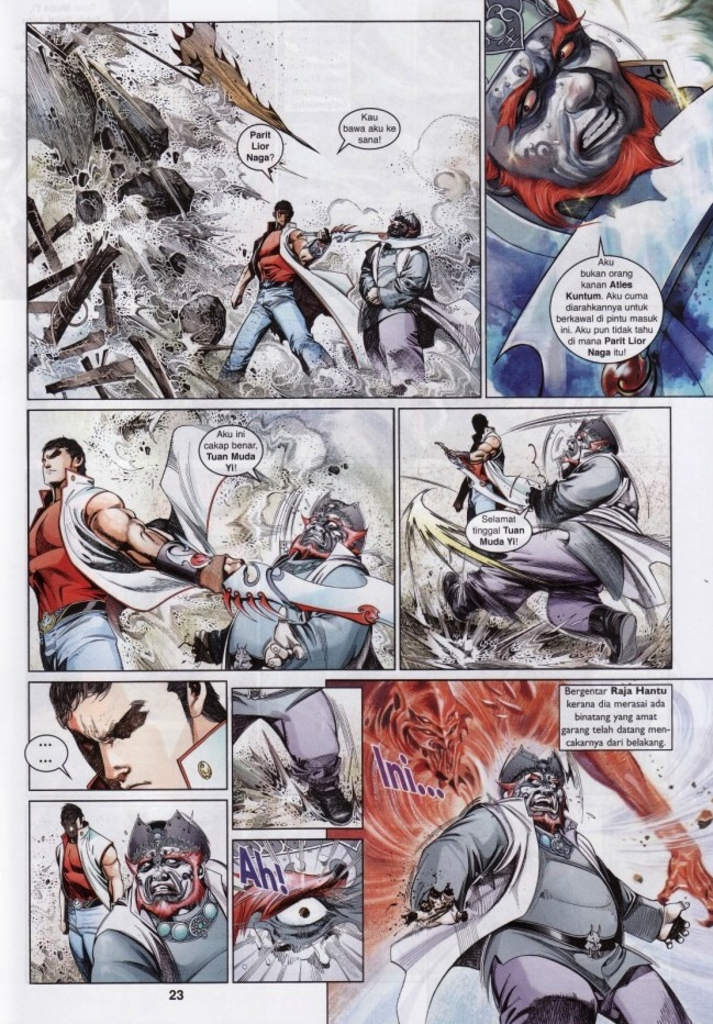 Parit
Lior
Naga?
Kau
bawa aku ke
sana!
Aku
bukan orang
kanan Atles
Kuntum. Aku cuma
diarahkannya untuk
berkawal di pintu masuk
ini. Aku pun tidak tahu
di mana Parit Lior
Naga itu!
Aku ini
cakap benar,
Tuan Muda
Yi!
Selamat
tinggal Tuan
Muda Yi!
...
...
Ah!
Ini...
Bergentar Raja Hantu
kerana dia merasai ada
binatang yang amat
garang telah datang men-
cakarnya dari belakang.
23